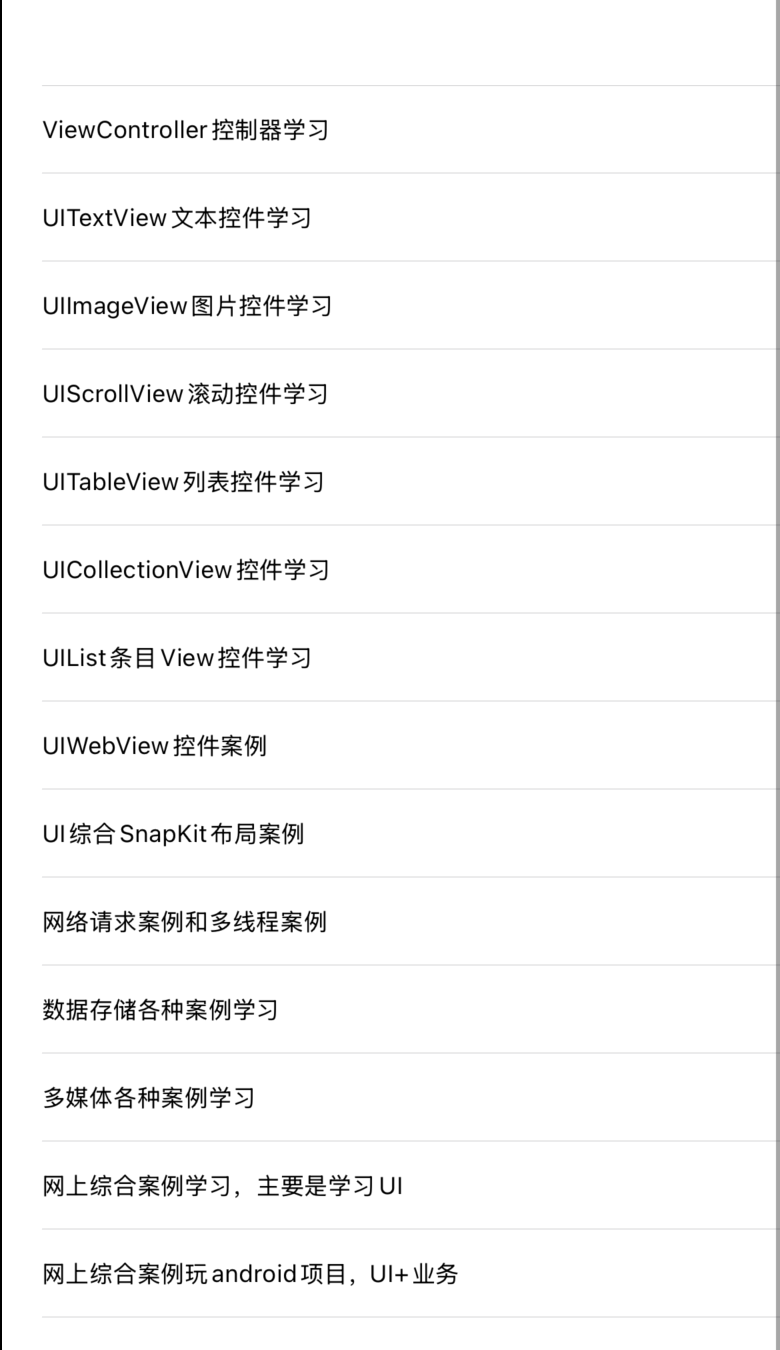 ViewController控制器学习
UITextView文本控件学习
UIImageView图片控件学习
UIScrollView滚动控件学习
UITableView列表控件学习
UICollectionView控件学习
UIList条目View控件学习
UIWebView控件案例
UI综合SnapKit布局案例
网络请求案例和多线程案例
数据存储各种案例学习
多媒体各种案例学习
网上综合案例学习，主要是学习UI
网上综合案例玩android项目，UI+业务